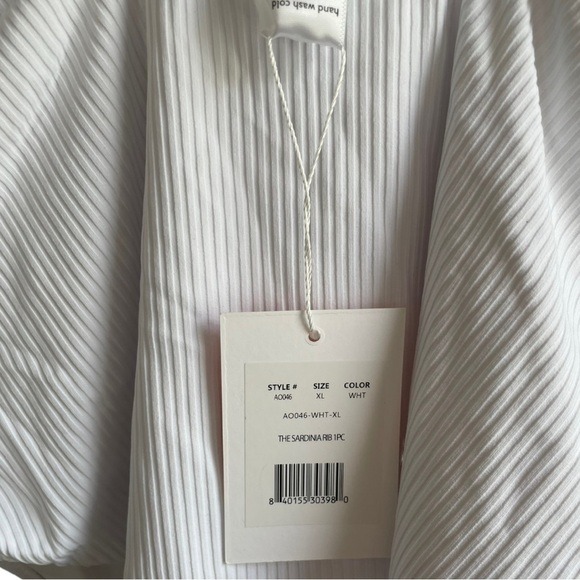 hand wash cold
STYLE # SIZE COLOR
AO046 XL WHT
AO046-WHT-XL
THE SARDINIA RIB 1PC
8 40155 30398 0